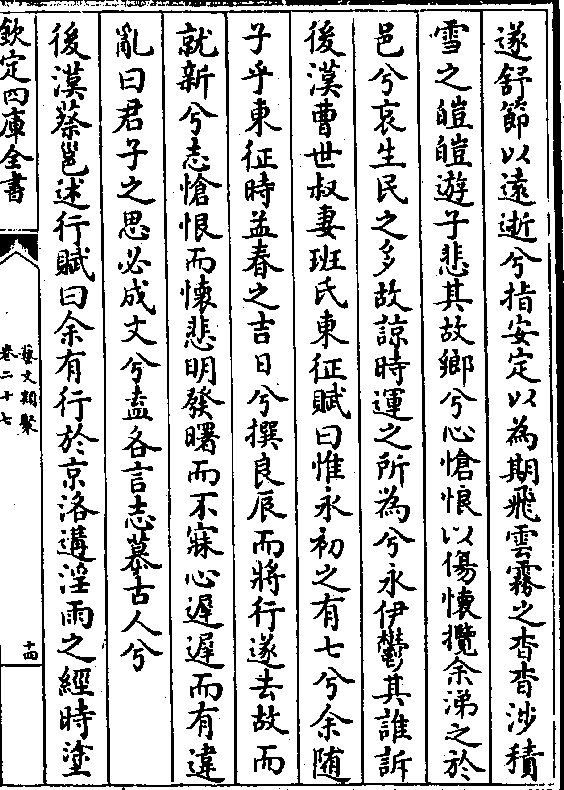 遂舒節以遠逝兮指安定以為期飛雲霧之杳杳渉積
雪之皚皚遊子悲其故鄉兮心愴悢以傷懷攬余涕之於
邑兮哀生民之多故諒時運之所為兮永伊鬱其誰訴
後漢曹世叔妻班氏東征賦曰惟永初之有七兮余随
子乎東征時孟春之吉日兮撰良辰而將行遂去故而
就新兮志愴悢而懷悲明發曙而不寐心遲遲而有違
亂曰君子之思必成文兮盍各言志慕古人兮
後漢蔡邕述行賦曰余有行於京洛遘淫雨之經時塗
欽定四庫全書
藝文類聚
卷二十七
十四